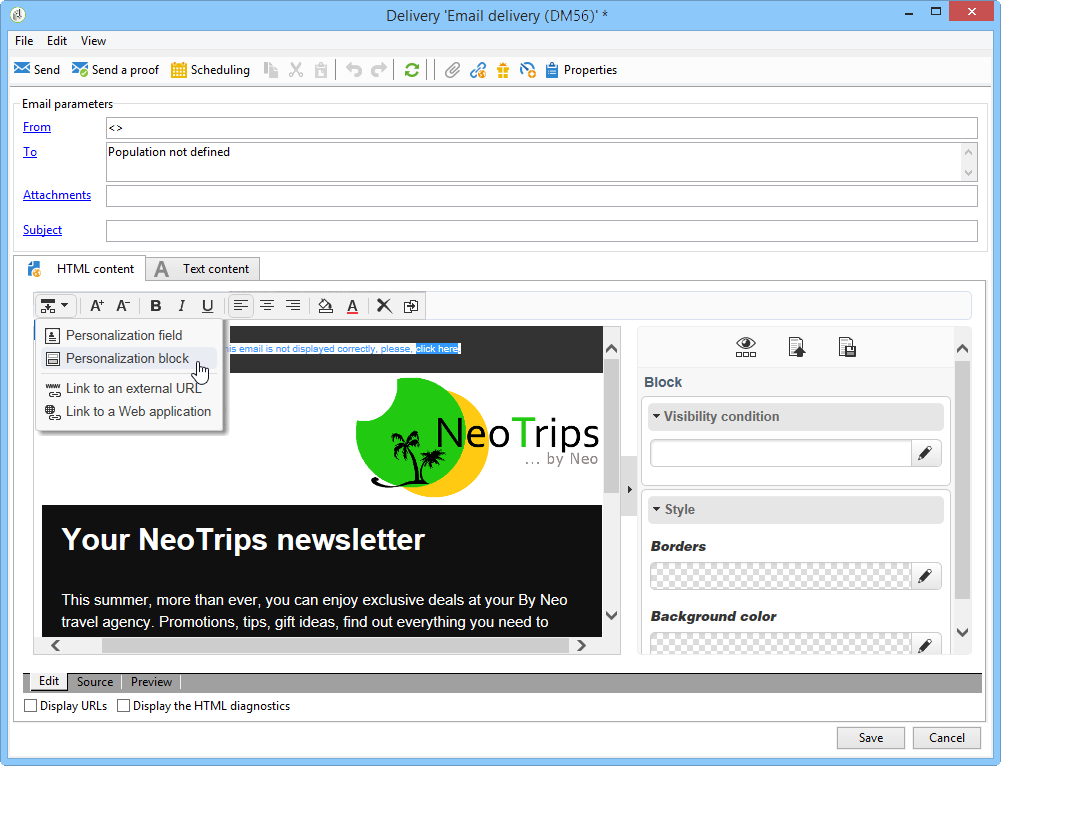 Delivery 'Email delivery (DM56)' *
File Edit View
Send Send a proof Scheduling Properties
Email parameters
From <>
To Population not defined
Attachments
Subject
HTML content A Text content
A+ A- B I U A
Personalization field
Personalization block
www Link to an external URL
Link to a Web application
his email is not displayed correctly, please, click here.
NeoTrips
... by Neo
Your NeoTrips newsletter
This summer, more than ever, you can enjoy exclusive deals at your By Neo
travel agency. Promotions, tips, gift ideas, find out everything you need to
Block
Visibility condition
Style
Borders
Background color
Edit Source Preview
Display URLs Display the HTML diagnostics
Save Cancel